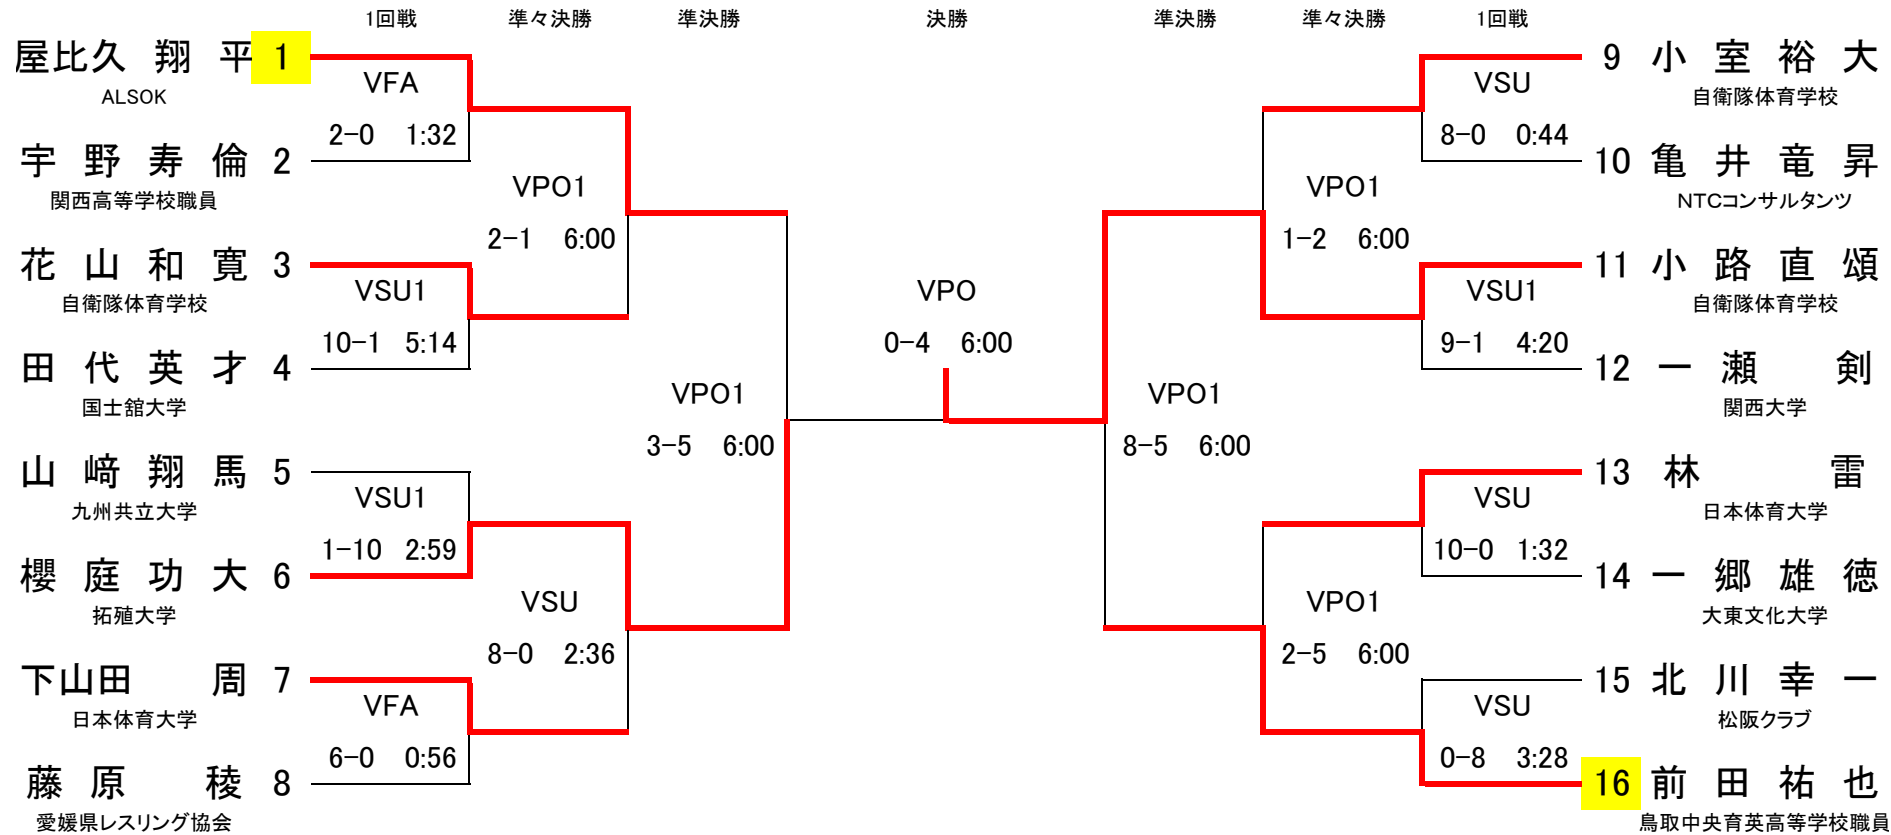 1回戦 準々決勝 準決勝 決勝 準決勝 準々決勝 1回戦
屋比久 翔 平 1
ALSOK
VFA
2-0 1:32
宇 野 寿 倫 2
関西高等学校職員
VPO1
2-1 6:00
花 山 和 寛 3
自衛隊体育学校
VSU1
10-1 5:14
田 代 英 才 4
国士舘大学
VPO1
3-5 6:00
山 﨑 翔 馬 5
九州共立大学
VSU1
1-10 2:59
櫻 庭 功 大 6
拓殖大学
VSU
8-0 2:36
下山田 周 7
日本体育大学
VFA
6-0 0:56
藤 原 稜 8
愛媛県レスリング協会
VPO
0-4 6:00
9 小 室 裕 大
自衛隊体育学校
VSU
8-0 0:44
10 亀 井 竜 昇
NTCコンサルタンツ
VPO1
1-2 6:00
11 小 路 直 頌
自衛隊体育学校
VSU1
9-1 4:20
12 一 瀬 剣
関西大学
VPO1
8-5 6:00
13 林 雷
日本体育大学
VSU
10-0 1:32
14 一 郷 雄 徳
大東文化大学
VPO1
2-5 6:00
15 北 川 幸 一
松阪クラブ
VSU
0-8 3:28
16 前 田 祐 也
鳥取中央育英高等学校職員